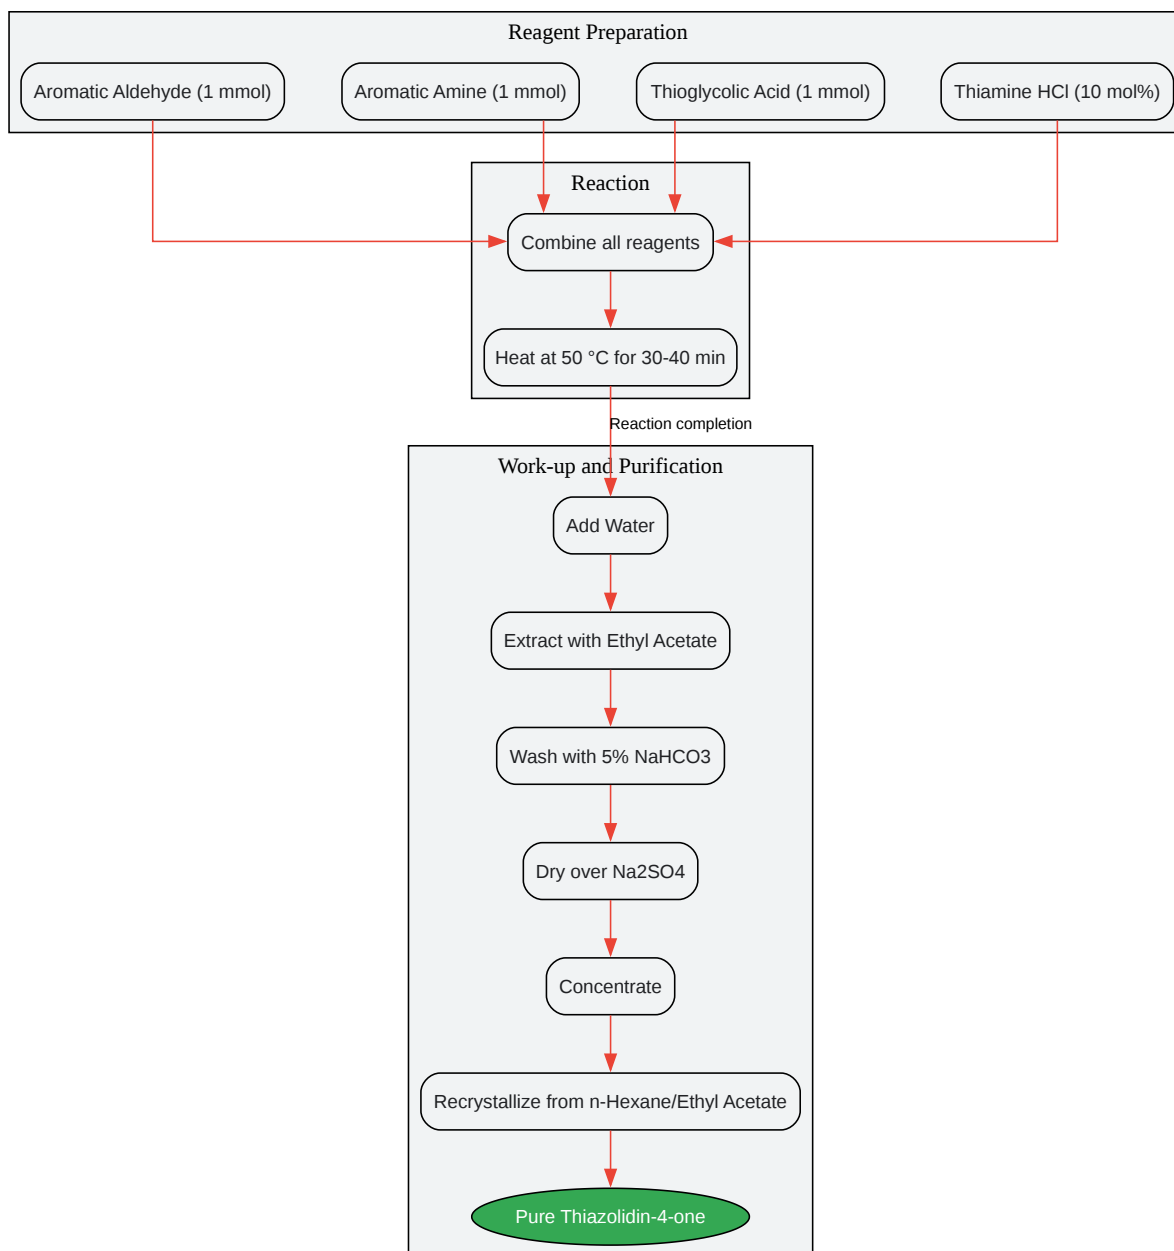 Reagent Preparation
Aromatic Aldehyde (1 mmol)
Aromatic Amine (1 mmol)
Thioglycolic Acid (1 mmol)
Thiamine HCl (10 mol%)
Reaction
Combine all reagents
Heat at 50 °C for 30-40 min
Reaction completion
Work-up and Purification
Add Water
Extract with Ethyl Acetate
Wash with 5% NaHCO3
Dry over Na2SO4
Concentrate
Recrystallize from n-Hexane/Ethyl Acetate
Pure Thiazolidin-4-one